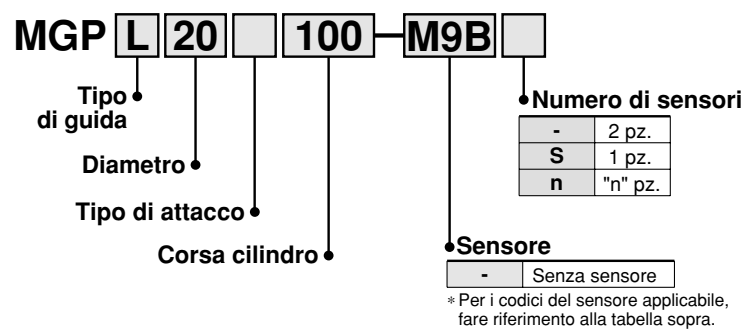 MGP L 20 100 - M9B
Tipo
di guida
Diametro
Tipo di attacco
Corsa cilindro
Numero di sensori
- 2 pz.
S 1 pz.
n "n" pz.
Sensore
- Senza sensore
* Per i codici del sensore applicabile,
fare riferimento alla tabella sopra.